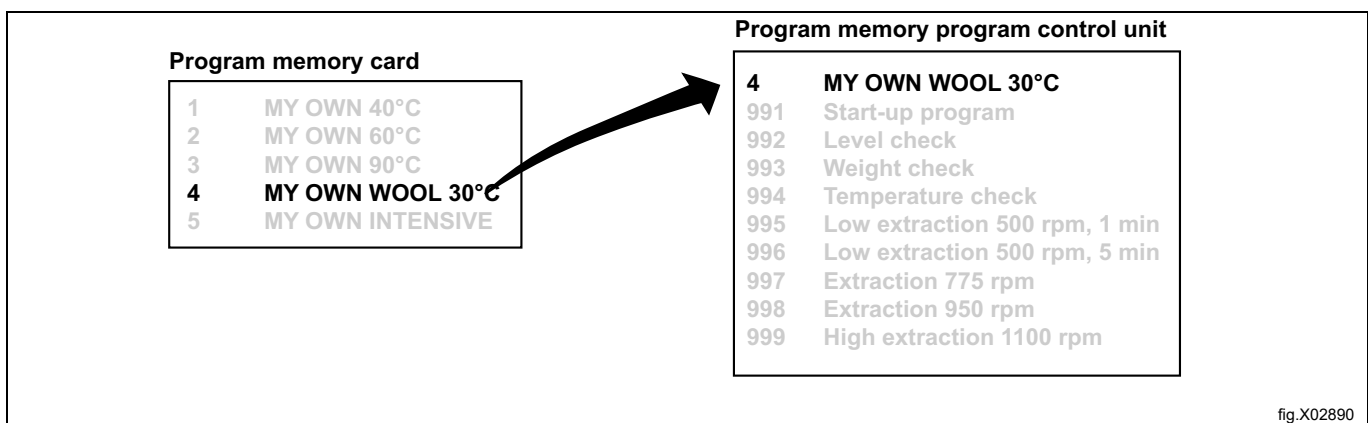 Program memory card
1 MY OWN 40°C
2 MY OWN 60°C
3 MY OWN 90°C
4 MY OWN WOOL 30°C
5 MY OWN INTENSIVE
Program memory program control unit
4 MY OWN WOOL 30°C
991 Start-up program
992 Level check
993 Weight check
994 Temperature check
995 Low extraction 500 rpm, 1 min
996 Low extraction 500 rpm, 5 min
997 Extraction 775 rpm
998 Extraction 950 rpm
999 High extraction 1100 rpm
fig.X02890